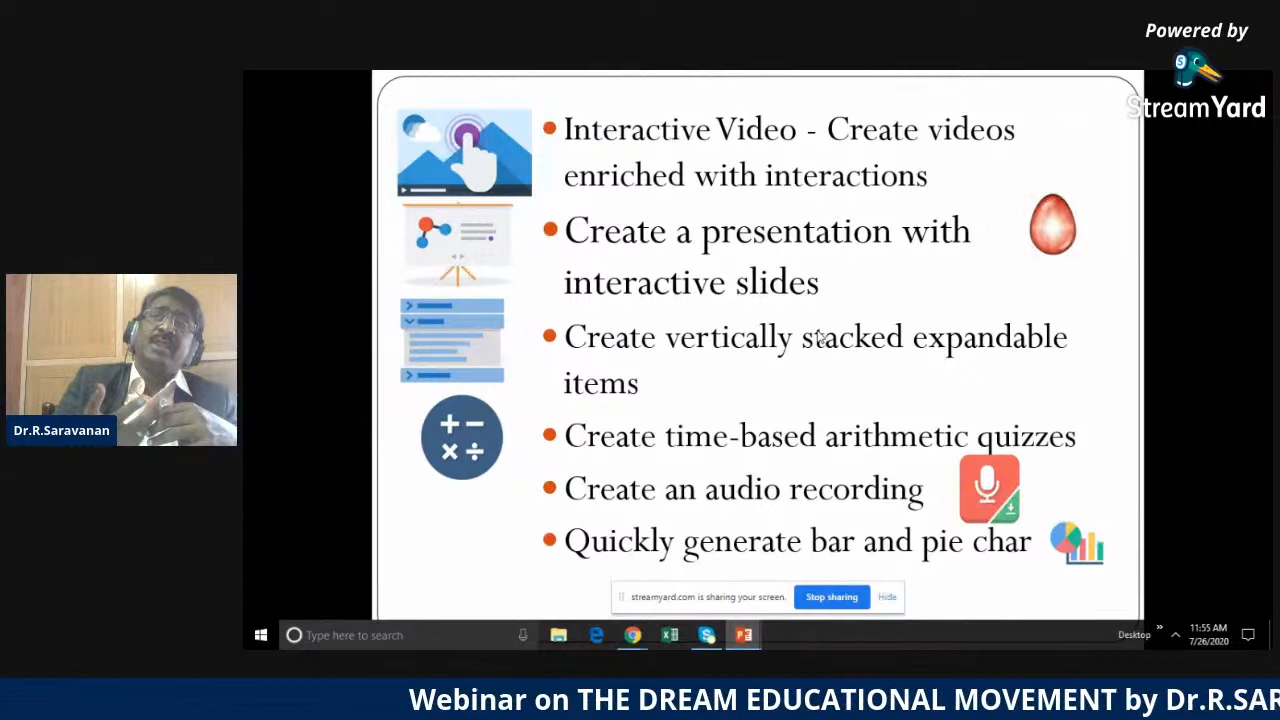 Powered by
StreamYard
Interactive Video - Create videos
enriched with interactions
Create a presentation with
interactive slides
Create vertically stacked expandable
items
Create time-based arithmetic quizzes
Create an audio recording
Quickly generate bar and pie char
Dr.R.Saravanan
streamyard.com is sharing your screen.
Stop sharing
Hide
Type here to search
Desktop
11:55 AM
7/26/2020
Webinar on THE DREAM EDUCATIONAL MOVEMENT by Dr.R.SAR